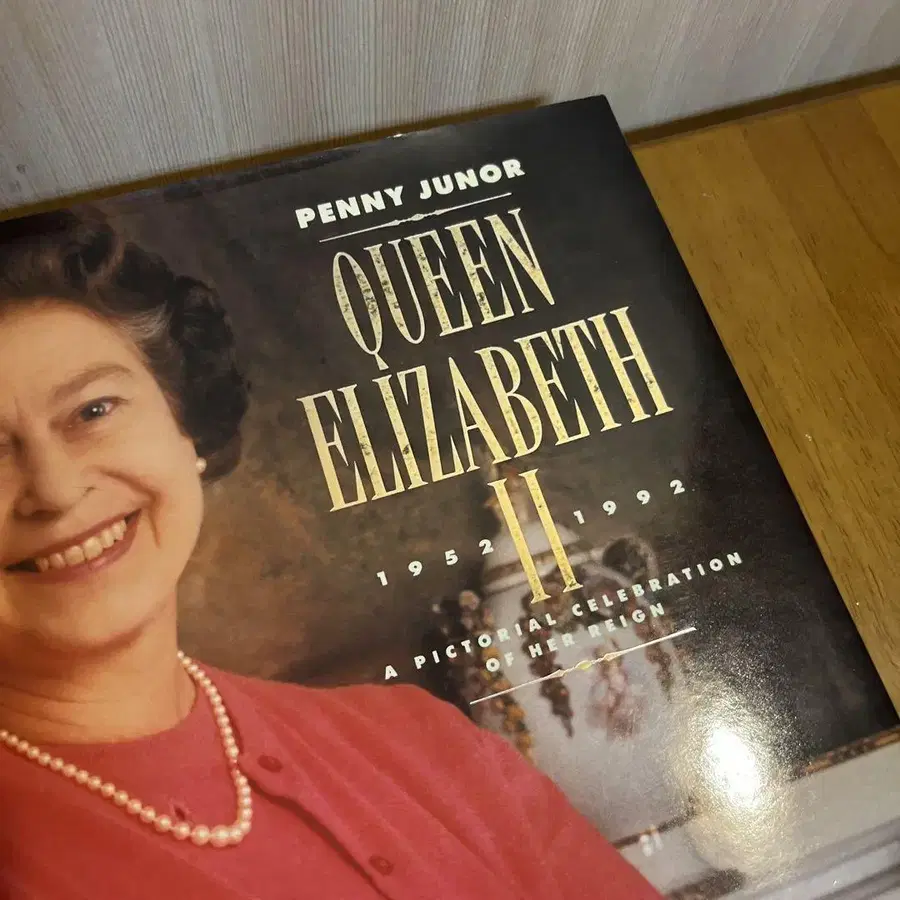 PENNY JUNOR
QUEEN
ELIZABETH
II
1952 1992
A PICTORIAL CELEBRATION
OF HER REIGN